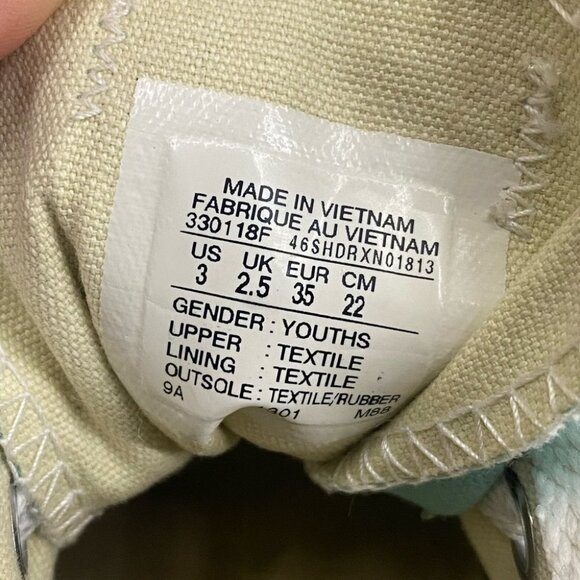 MADE IN VIETNAM
FABRIQUE AU VIETNAM
330118F 46SHDRXN01813
US UK EUR CM
3 2.5 35 22
GENDER : YOUTHS
UPPER : TEXTILE
LINING : TEXTILE
OUTSOLE : TEXTILE/RUBBER
9A